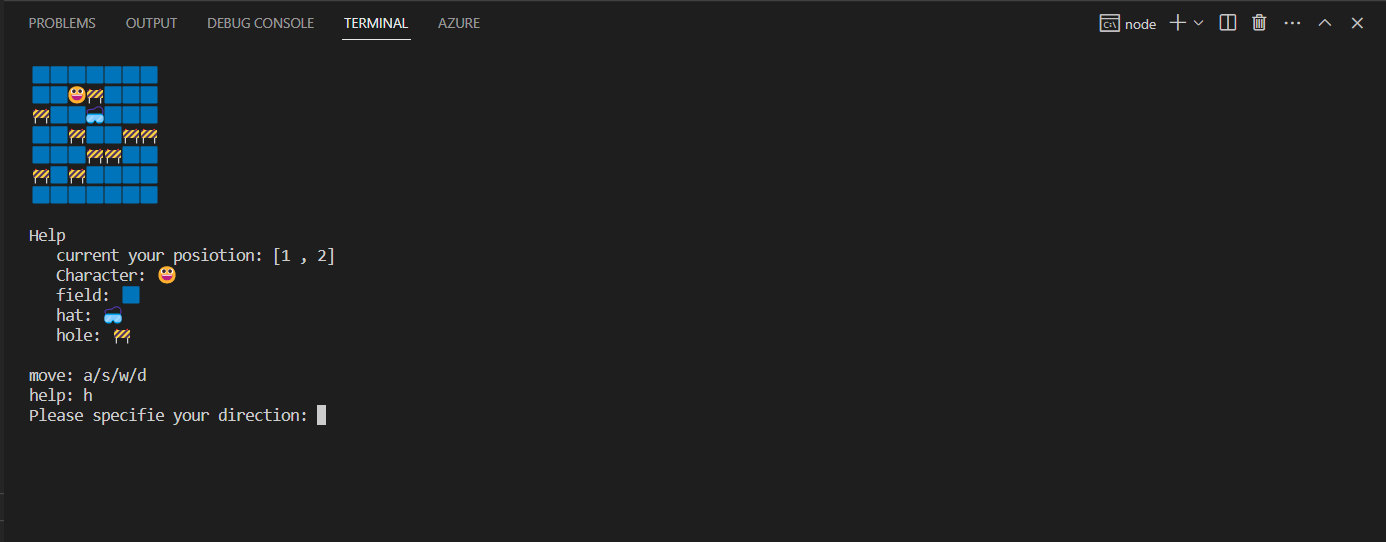 PROBLEMS OUTPUT DEBUG CONSOLE TERMINAL AZURE node
Help
current your posiotion: [1 , 2]
Character: 😀
field: 🟦
hat: 🥽
hole: 🚧
move: a/s/w/d
help: h
Please specifie your direction: